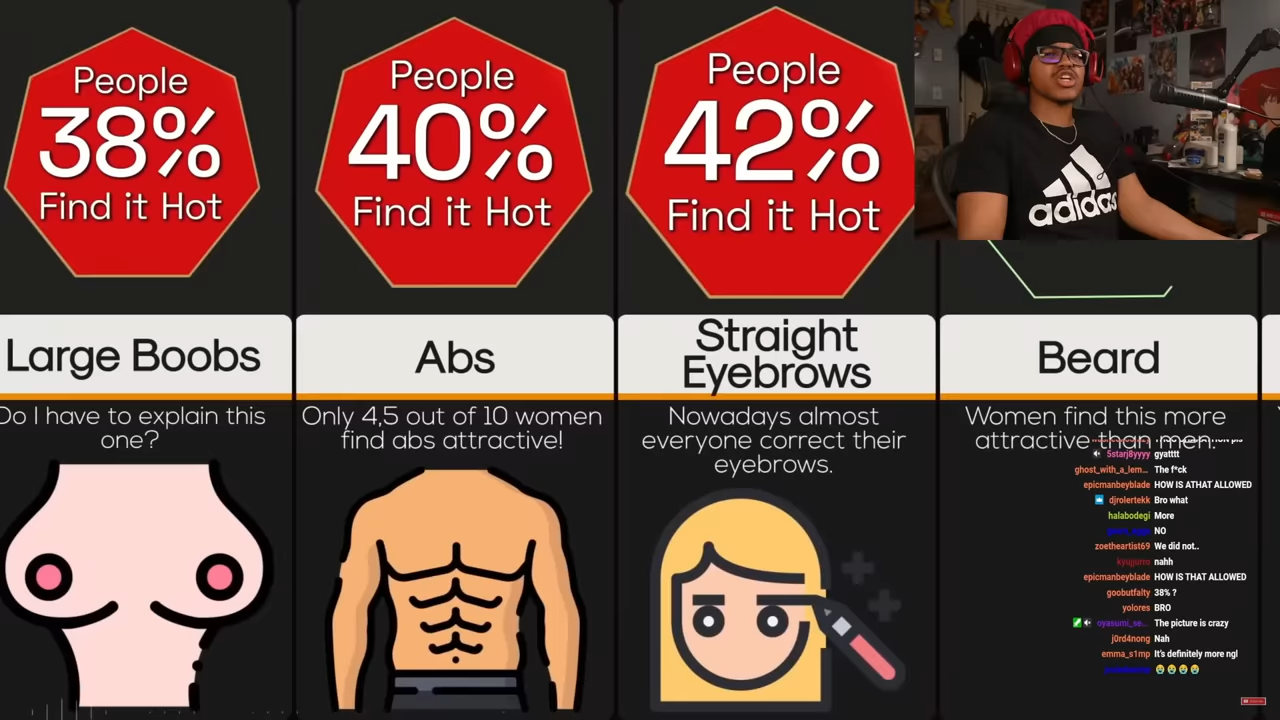 People
38%
Find it Hot
Large Boobs
Do I have to explain this
one?
People
40%
Find it Hot
Abs
Only 4,5 out of 10 women
find abs attractive!
People
42%
Find it Hot
Straight
Eyebrows
Nowadays almost
everyone correct their
eyebrows.
Beard
Women find this more
attractive than men.
adidas
5starj8yyyy gyatttt
ghost_with_a_lem... The f*ck
epicmanbeyblade HOW IS ATHAT ALLOWED
djrolertekk Bro what
halabodegi More
NO
zoetheartist69 We did not..
kyujjurro nahh
epicmanbeyblade HOW IS THAT ALLOWED
goobutfalty 38% ?
yolores BRO
oyasumi_se... The picture is crazy
j0rd4nong Nah
emma_s1mp It's definitely more ngl